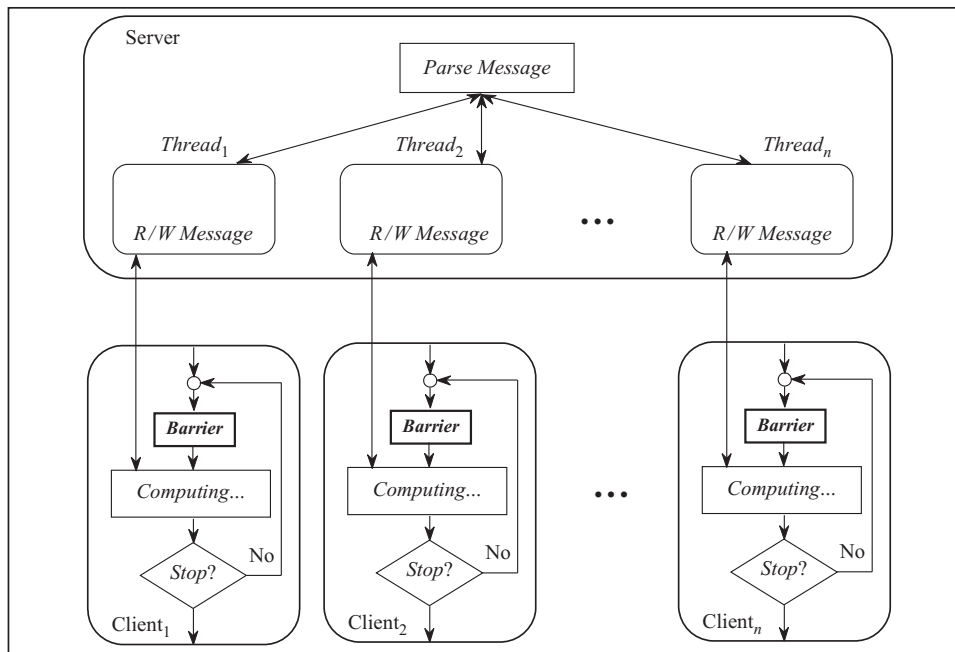 Server
Parse Message
Thread₁
Thread₂
Threadₙ
R/W Message
R/W Message
...
R/W Message
Barrier
Computing...
Stop?
No
Client₁
Barrier
Computing...
Stop?
No
Client₂
...
Barrier
Computing...
Stop?
No
Clientₙ